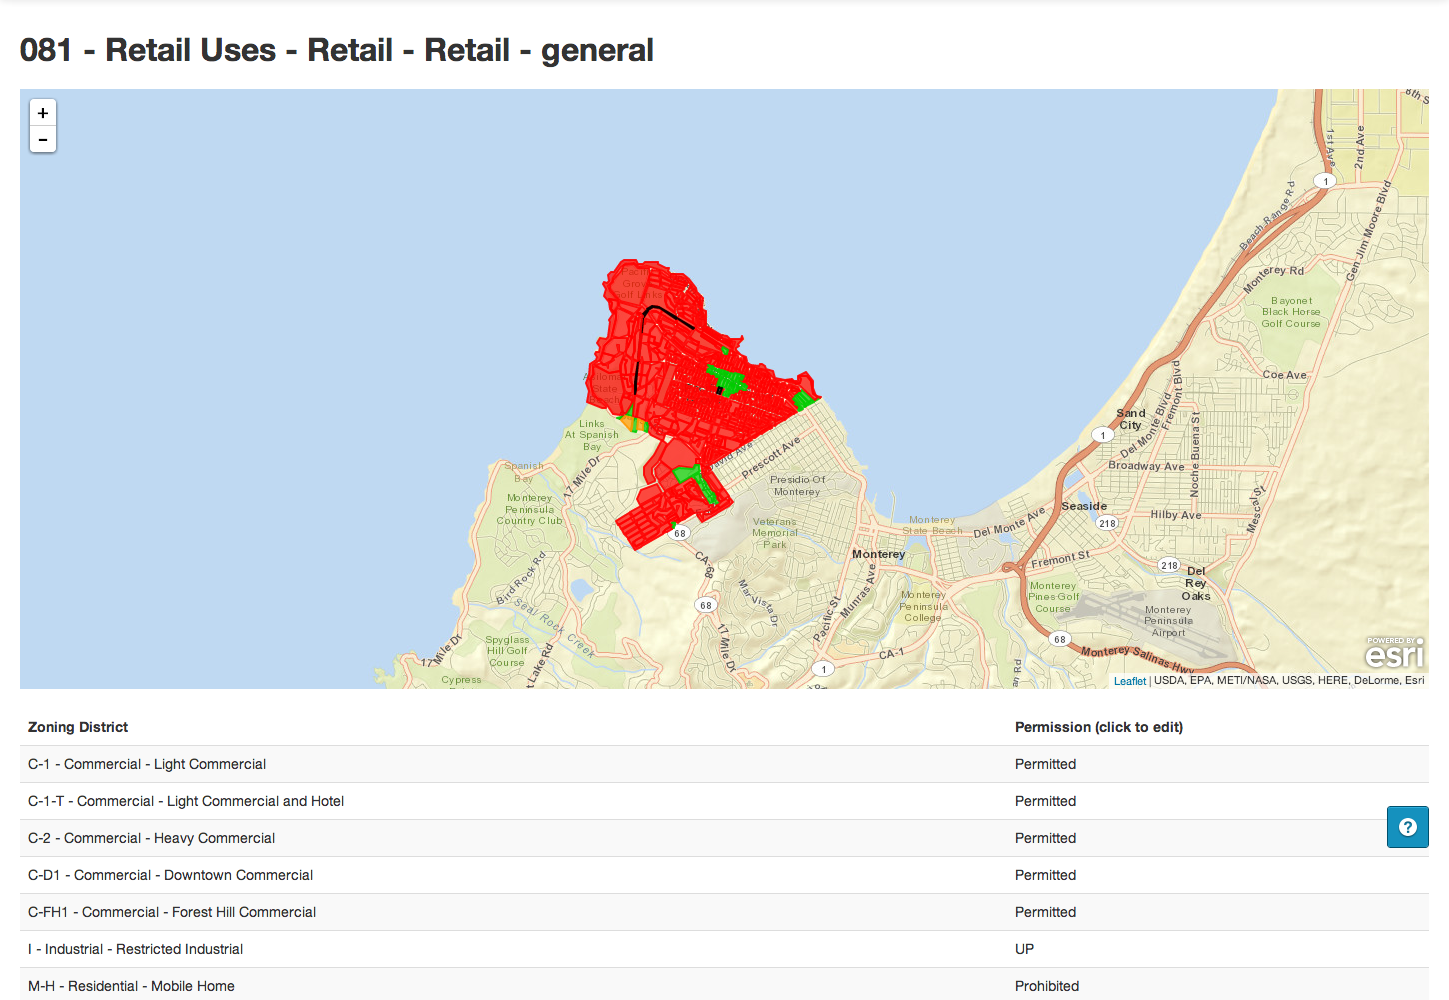 081 - Retail Uses - Retail - Retail - general
+
-
8th S
1st Ave
2nd Ave
1
Beach Range Rd
Gen Jim Moore Blvd
Monterey Rd
Bayonet
Black Horse
Golf Course
Coe Ave
Fremont Blvd
Del Monte Blvd
Sand
City
1
Noche Buena St
Broadway Ave
Mescal St
Seaside
218
Hilby Ave
Del Monte Ave
Fremont St
218
Del
Rey
Oaks
Monterey
State Beach
Monterey
Pines Golf
Course
Monterey
Peninsula
Airport
68
Monterey Salinas Hwy
Links
At Spanish
Bay
Spanish
Bay
17 Mile Dr
Monterey
Peninsula
Country Club
David Ave
Prescott Ave
Presidio Of
Monterey
Veterans
Memorial
Park
Monterey
68
CA-68
68
Mar Vista Dr
17 Mile Dr
Pacific St
Munras Ave
Monterey
Peninsula
College
CA-1
1
Bird Rock Rd
Seal Rock Creek
Spyglass
Hill Golf
Course
17 Mile Dr
t Lake Rd
Cypress
an Rd
POWERED BY
esri
Leaflet | USDA, EPA, METI/NASA, USGS, HERE, DeLorme, Esri
Zoning District Permission (click to edit)
C-1 - Commercial - Light Commercial Permitted
C-1-T - Commercial - Light Commercial and Hotel Permitted
C-2 - Commercial - Heavy Commercial Permitted
C-D1 - Commercial - Downtown Commercial Permitted
C-FH1 - Commercial - Forest Hill Commercial Permitted
I - Industrial - Restricted Industrial UP
M-H - Residential - Mobile Home Prohibited
?